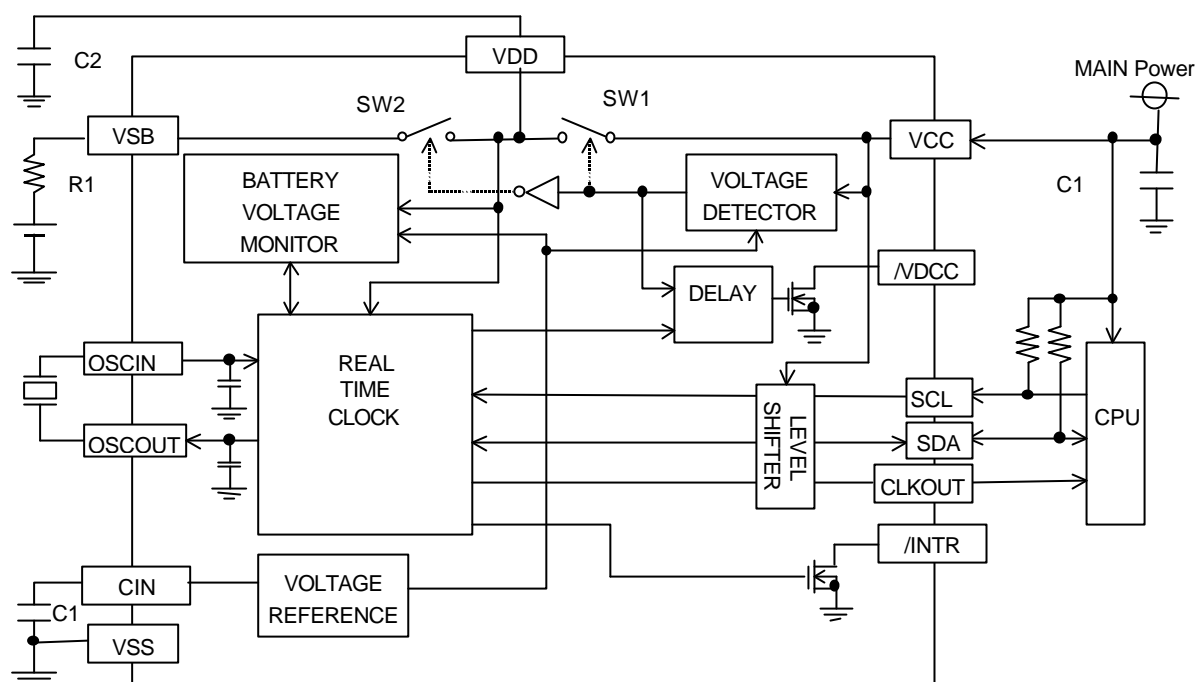 C2
VDD
MAIN Power
SW2
SW1
VSB
VCC
R1
BATTERY
VOLTAGE
MONITOR
VOLTAGE
DETECTOR
C1
/VDCC
DELAY
OSCIN
REAL
TIME
CLOCK
LEVEL
SHIFTER
SCL
CPU
OSCOUT
SDA
CLKOUT
/INTR
CIN
VOLTAGE
REFERENCE
C1
VSS